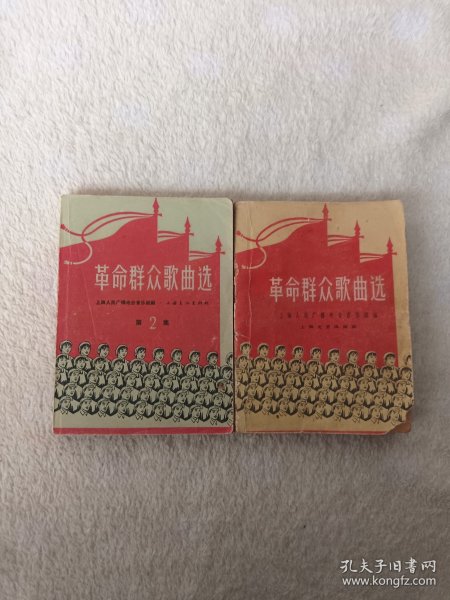 革命群众歌曲选
上海人民广播电台音乐组编 上海文艺出版社
第2集
革命群众歌曲选
上海人民广播电台音乐组编
上海文艺出版社
孔夫子旧书网
www.kongfz.com